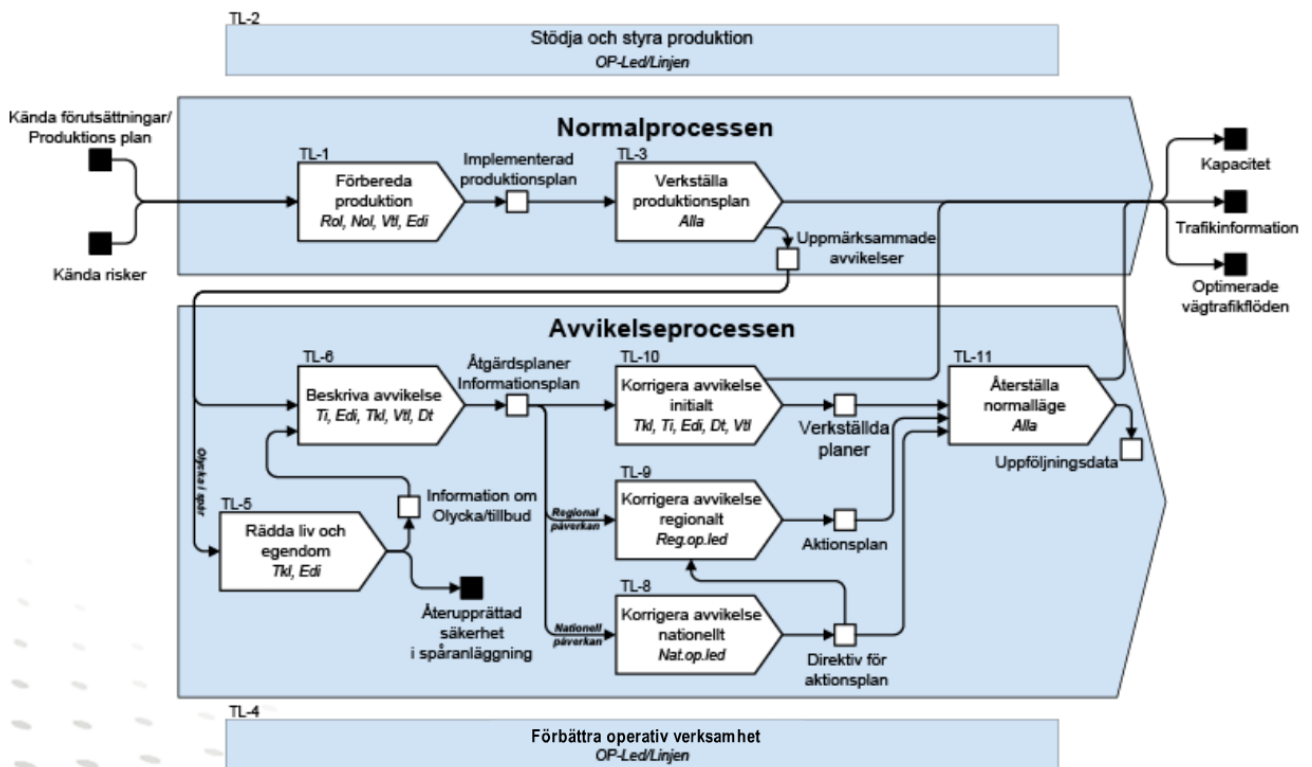 TL-2
Stödja och styra produktion
OP-Led/Linjen
Kända förutsättningar/
Produktions plan
Kända risker
Normalprocessen
TL-1
Förbereda
produktion
Rol, Nol, Vtl, Edi
Implementerad
produktionsplan
TL-3
Verkställa
produktionsplan
Alla
Uppmärksammade
avvikelser
Kapacitet
Trafikinformation
Optimerade
vägtrafikflöden
Avvikelseprocessen
TL-6
Beskriva avvikelse
Ti, Edi, Tkl, Vtl, Dt
Åtgärdsplaner
Informationsplan
TL-10
Korrigera avvikelse
initialt
Tkl, Ti, Edi, Dt, Vtl
Verkställda
planer
TL-11
Återställa
normalläge
Alla
Uppföljningsdata
Olycka i spår
TL-5
Rädda liv och
egendom
Tkl, Edi
Information om
Olycka/tillbud
Återupprättad
säkerhet
i spåranläggning
Regional
påverkan
TL-9
Korrigera avvikelse
regionalt
Reg.op.led
Aktionsplan
Nationell
påverkan
TL-8
Korrigera avvikelse
nationellt
Nat.op.led
Direktiv för
aktionsplan
TL-4
Förbättra operativ verksamhet
OP-Led/Linjen